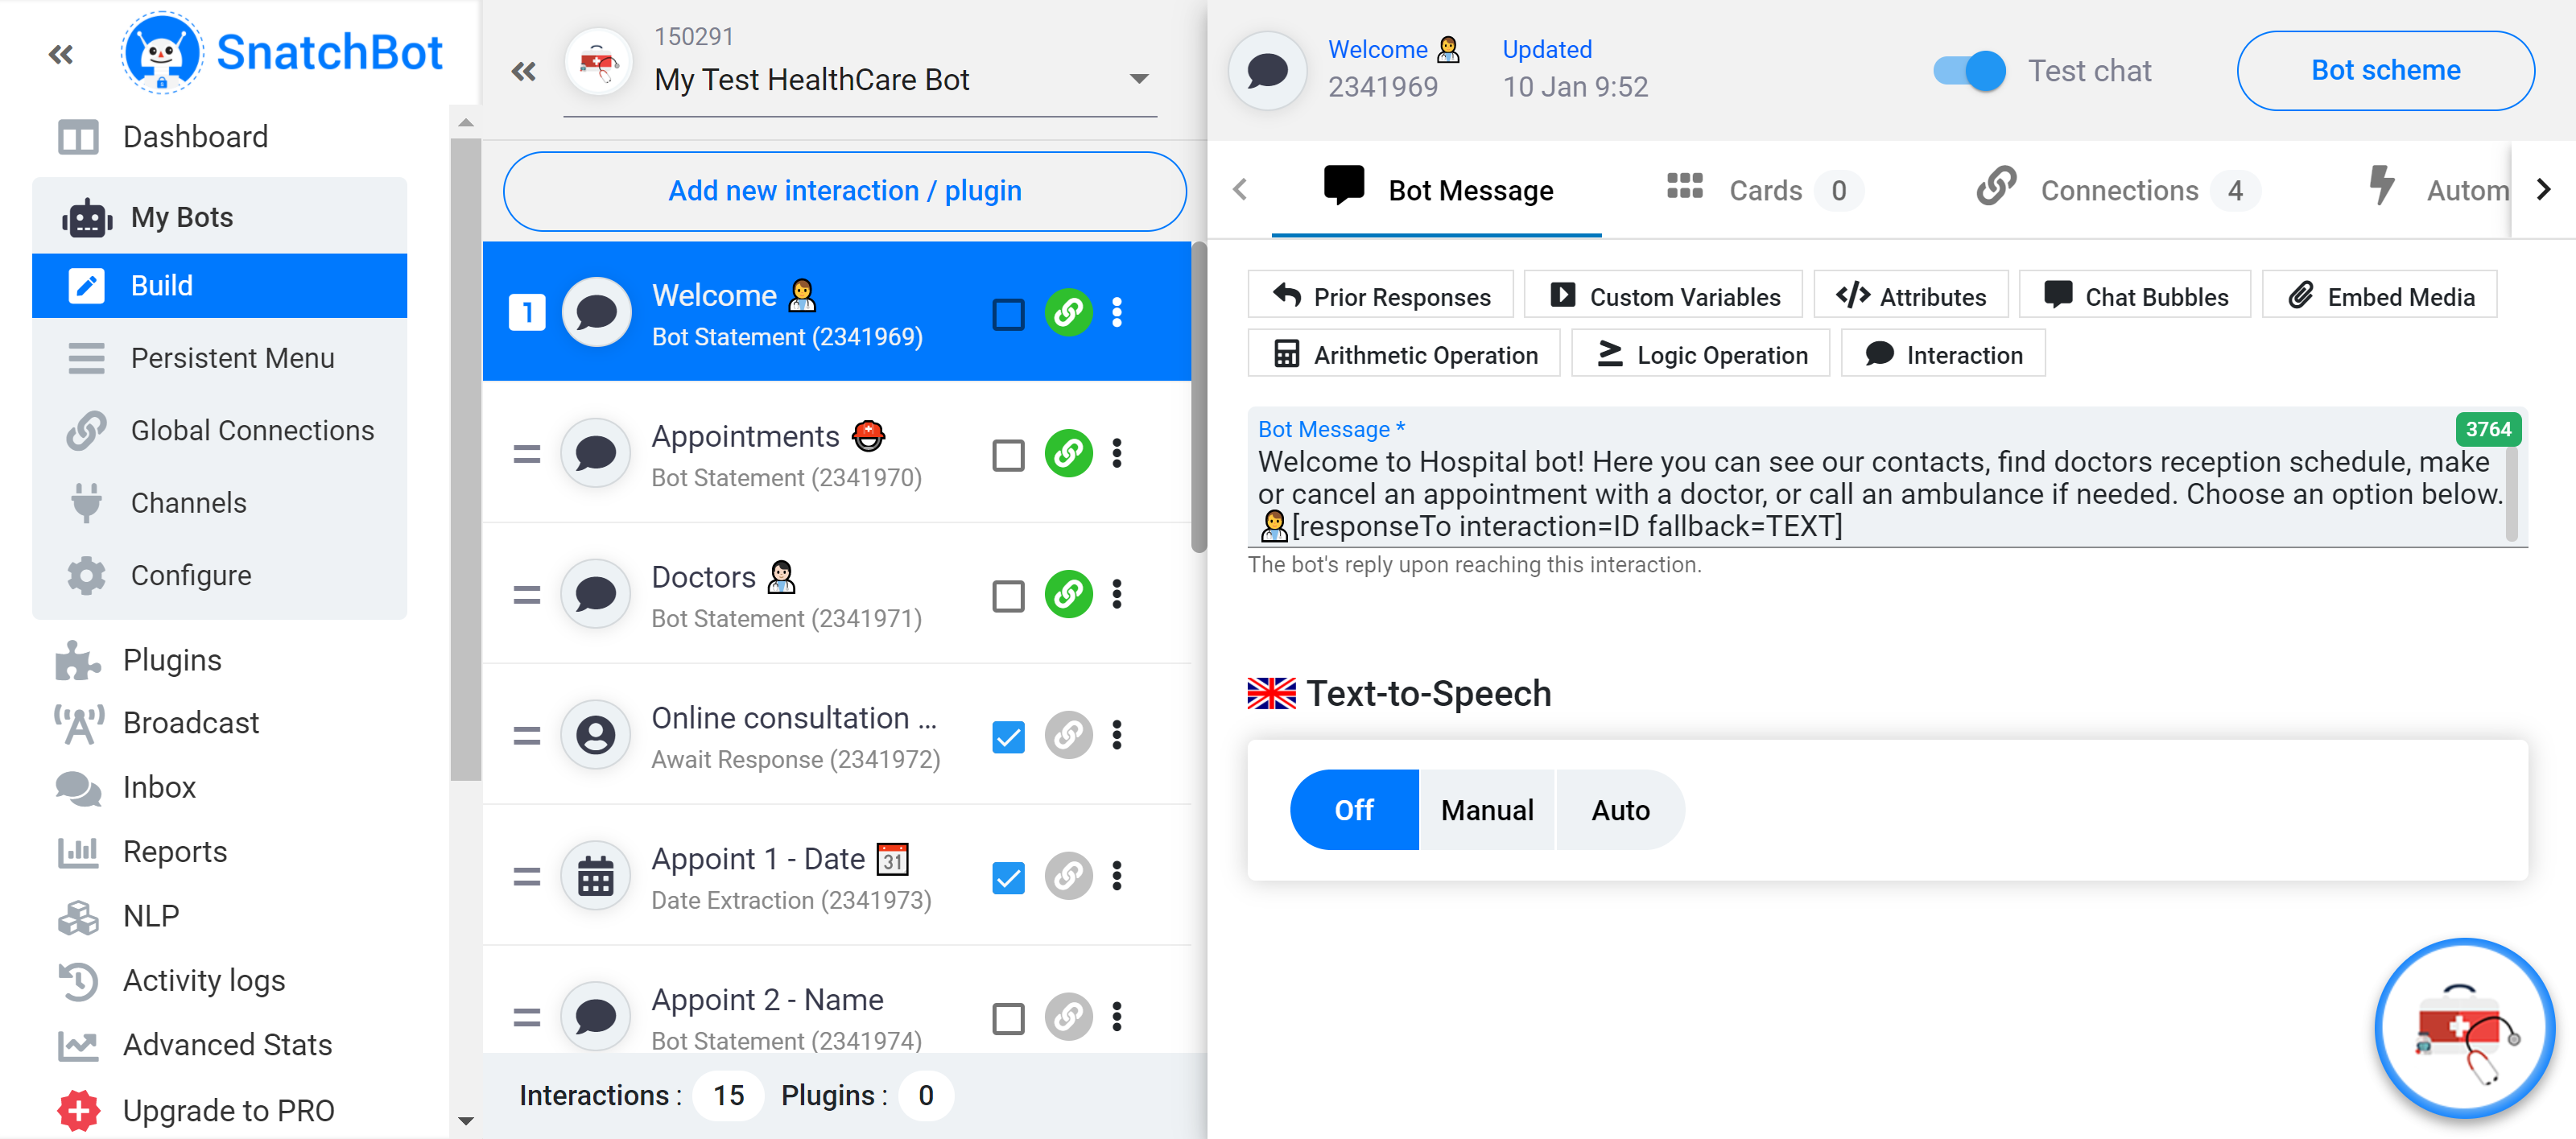 SnatchBot
Dashboard
My Bots
Build
Persistent Menu
Global Connections
Channels
Configure
Plugins
Broadcast
Inbox
Reports
NLP
Activity logs
Advanced Stats
Upgrade to PRO
150291
My Test HealthCare Bot
Add new interaction / plugin
1
Welcome
Bot Statement (2341969)
Appointments
Bot Statement (2341970)
Doctors
Bot Statement (2341971)
Online consultation ...
Await Response (2341972)
Appoint 1 - Date 31
Date Extraction (2341973)
Appoint 2 - Name
Bot Statement (2341974)
Interactions : 15 Plugins : 0
Welcome Updated
2341969 10 Jan 9:52
Test chat
Bot scheme
Bot Message Cards 0 Connections 4 Autom
Prior Responses Custom Variables Attributes Chat Bubbles Embed Media
Arithmetic Operation Logic Operation Interaction
Bot Message * 3764
Welcome to Hospital bot! Here you can see our contacts, find doctors reception schedule, make
or cancel an appointment with a doctor, or call an ambulance if needed. Choose an option below.
[responseTo interaction=ID fallback=TEXT]
The bot's reply upon reaching this interaction.
Text-to-Speech
Off Manual Auto